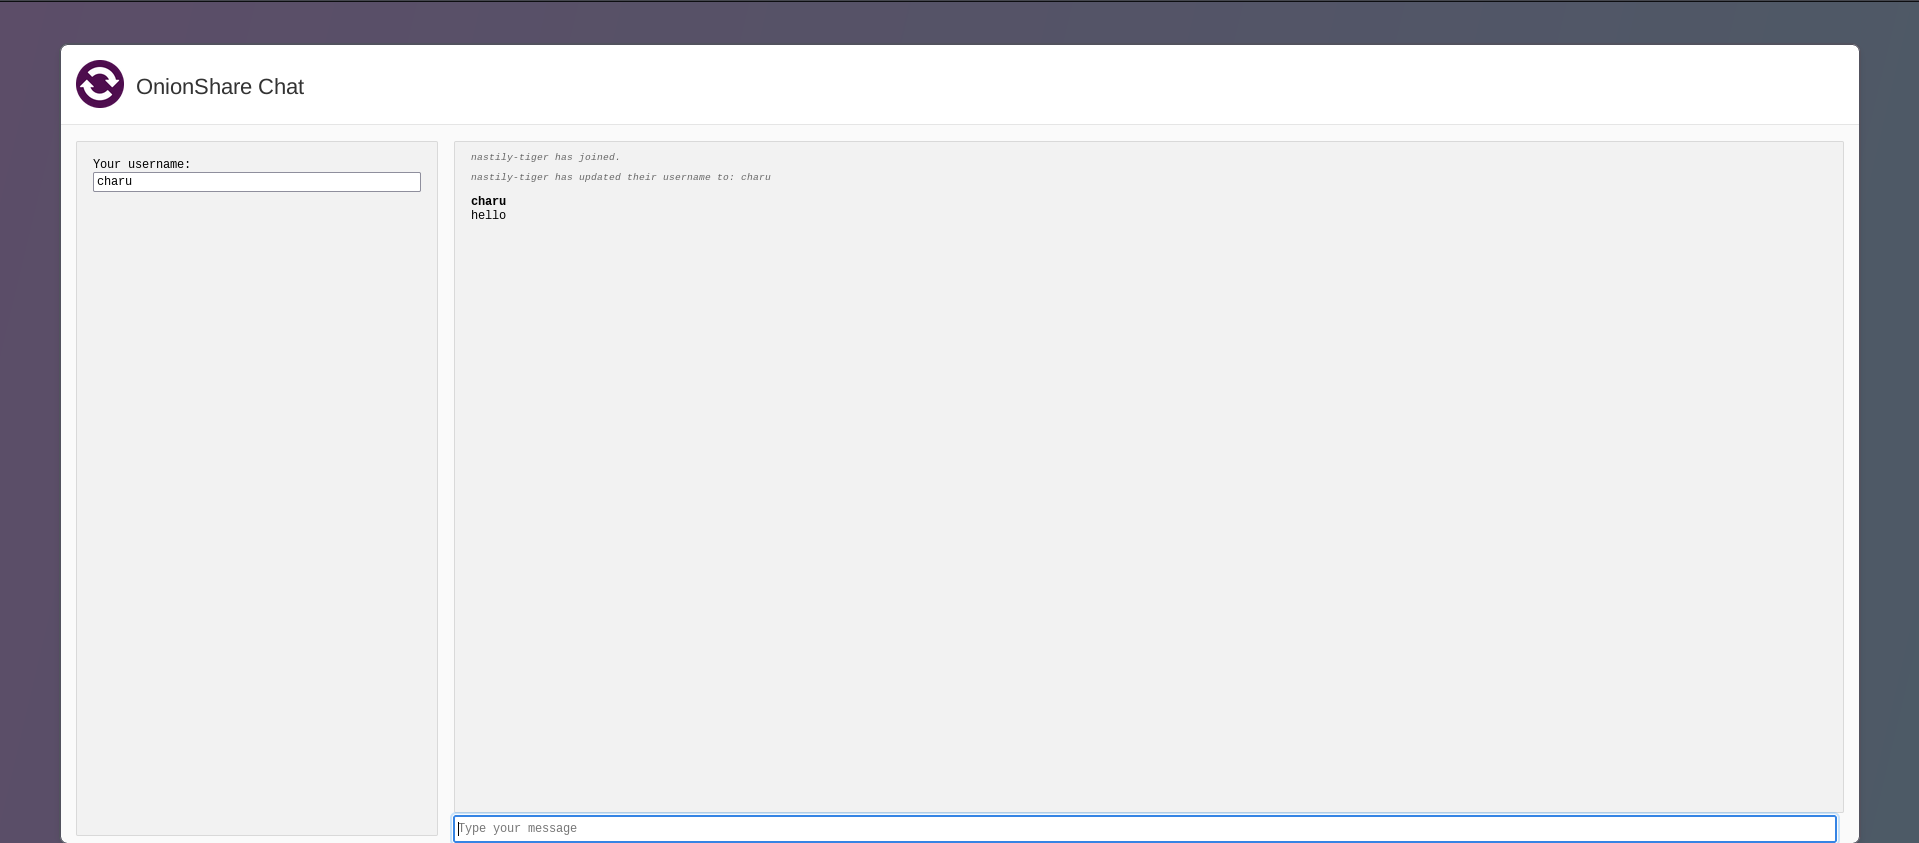 OnionShare Chat
Your username:
charu
nastily-tiger has joined.
nastily-tiger has updated their username to: charu
charu
hello
Type your message